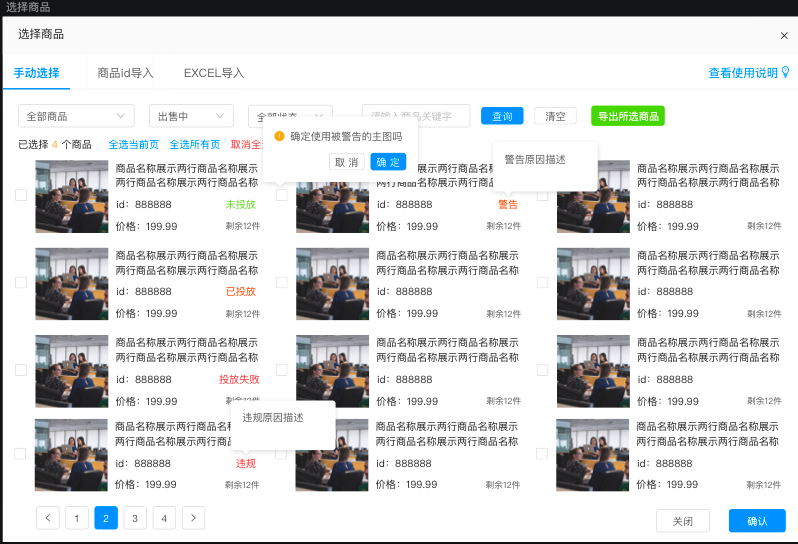 选择商品
选择商品
手动选择 商品id导入 EXCEL导入 查看使用说明
全部商品 出售中 全部状态 请输入商品关键字 查询 清空 导出所选商品
已选择 4 个商品 全选当前页 全选所有页 取消全
确定使用被警告的主图吗
取 消 确 定
警告原因描述
商品名称展示两行商品名称展示
两行商品名称展示两行商品名称
id：888888 未投放
价格：199.99 剩余12件
商品名称展示
两行商品名称展示两行商品名称
id：888888 警告
价格：199.99 剩余12件
商品名称展示两行商品名称展示
两行商品名称展示两行商品名称
id：888888
价格：199.99 剩余12件
商品名称展示两行商品名称展示
两行商品名称展示两行商品名称
id：888888 已投放
价格：199.99 剩余12件
商品名称展示两行商品名称展示
两行商品名称展示两行商品名称
id：888888
价格：199.99 剩余12件
商品名称展示两行商品名称展示
两行商品名称展示两行商品名称
id：888888
价格：199.99 剩余12件
商品名称展示两行商品名称展示
两行商品名称展示两行商品名称
id：888888 投放失败
价格：199.99 剩余12件
商品名称展示两行商品名称展示
两行商品名称展示两行商品名称
id：888888
价格：199.99 剩余12件
商品名称展示两行商品名称展示
两行商品名称展示两行商品名称
id：888888
价格：199.99 剩余12件
违规原因描述
商品名称展示两行商品名称展示
两行商品名称展示两行
id：888888 违规
价格：199.99 剩余12件
商品名称展示两行商品名称展示
两行商品名称展示两行商品名称
id：888888
价格：199.99 剩余12件
商品名称展示两行商品名称展示
两行商品名称展示两行商品名称
id：888888
价格：199.99 剩余12件
1 2 3 4
关闭 确认